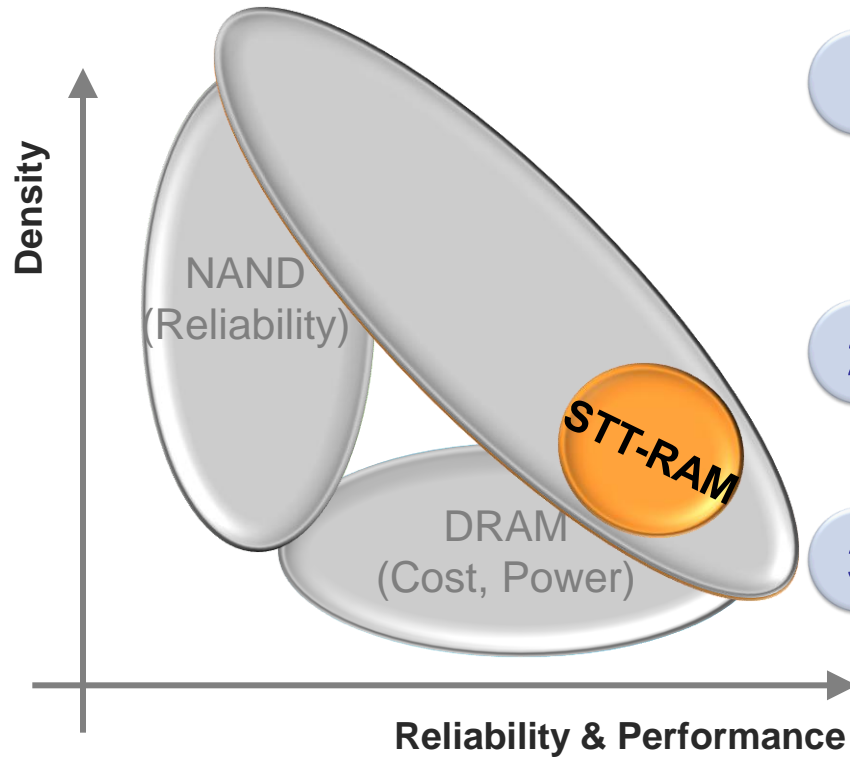 Density
NAND
(Reliability)
STT-RAM
DRAM
(Cost, Power)
Reliability & Performance